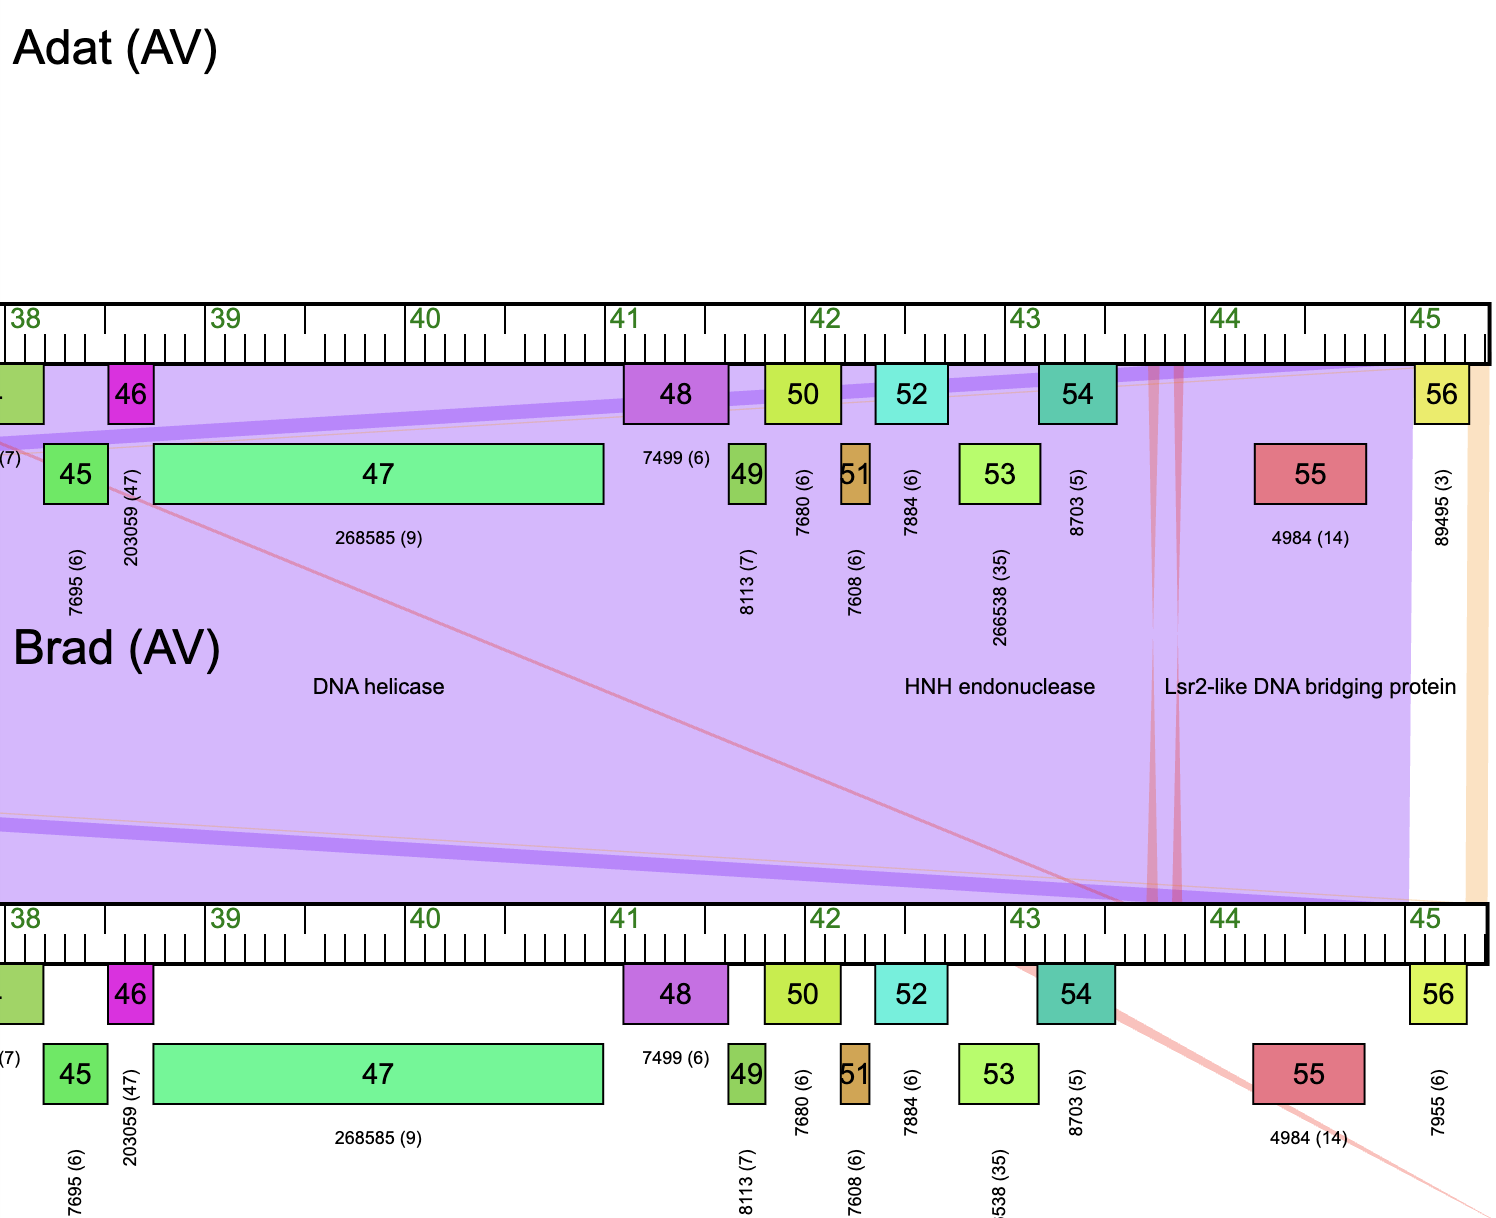 Adat (AV)
38 39 40 41 42 43 44 45
46 48 50 52 54 56
(7) 45 47 7499 (6) 49 51 53 55
203059 (47) 7680 (6) 7884 (6) 8703 (5) 89495 (3)
268585 (9) 4984 (14)
7695 (6) 8113 (7) 7608 (6) 266538 (35)
Brad (AV)
DNA helicase HNH endonuclease Lsr2-like DNA bridging protein
38 39 40 41 42 43 44 45
46 48 50 52 54 56
(7) 45 47 7499 (6) 49 51 53 55
203059 (47) 7680 (6) 7884 (6) 8703 (5) 7955 (6)
268585 (9) 4984 (14)
7695 (6) 8113 (7) 7608 (6) 538 (35)